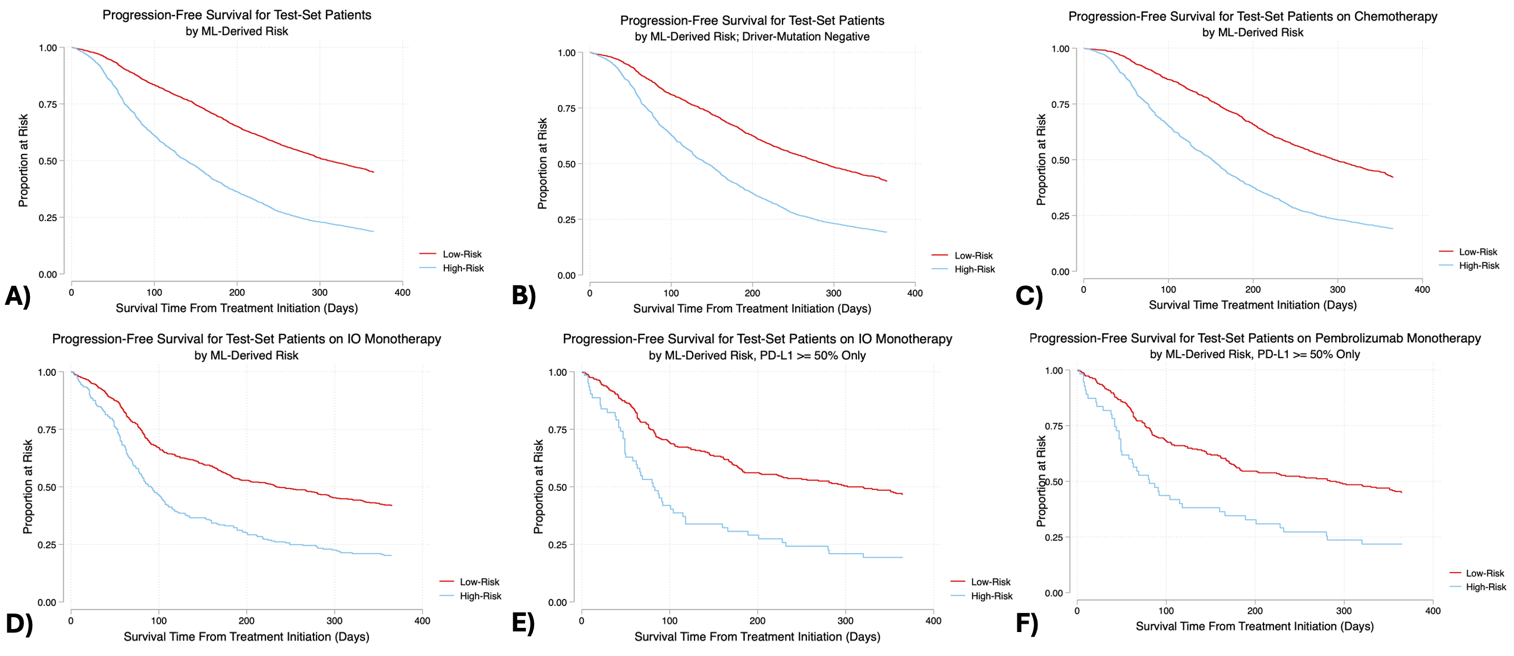 Progression-Free Survival for Test-Set Patients
by ML-Derived Risk
1.00
0.75
0.50
0.25
0.00
Proportion at Risk
0 100 200 300 400
Survival Time From Treatment Initiation (Days)
Low-Risk
High-Risk
A)
Progression-Free Survival for Test-Set Patients
by ML-Derived Risk; Driver-Mutation Negative
1.00
0.75
0.50
0.25
0.00
Proportion at Risk
0 100 200 300 400
Survival Time From Treatment Initiation (Days)
Low-Risk
High-Risk
B)
Progression-Free Survival for Test-Set Patients on Chemotherapy
by ML-Derived Risk
1.00
0.75
0.50
0.25
0.00
Proportion at Risk
0 100 200 300 400
Survival Time From Treatment Initiation (Days)
Low-Risk
High-Risk
C)
Progression-Free Survival for Test-Set Patients on IO Monotherapy
by ML-Derived Risk
1.00
0.75
0.50
0.25
0.00
Proportion at Risk
0 100 200 300 400
Survival Time From Treatment Initiation (Days)
Low-Risk
High-Risk
D)
Progression-Free Survival for Test-Set Patients on IO Monotherapy
by ML-Derived Risk, PD-L1 >= 50% Only
1.00
0.75
0.50
0.25
0.00
Proportion at Risk
0 100 200 300 400
Survival Time From Treatment Initiation (Days)
Low-Risk
High-Risk
E)
Progression-Free Survival for Test-Set Patients on Pembrolizumab Monotherapy
by ML-Derived Risk, PD-L1 >= 50% Only
1.00
0.75
0.50
0.25
0.00
Proportion at Risk
0 100 200 300 400
Survival Time From Treatment Initiation (Days)
Low-Risk
High-Risk
F)